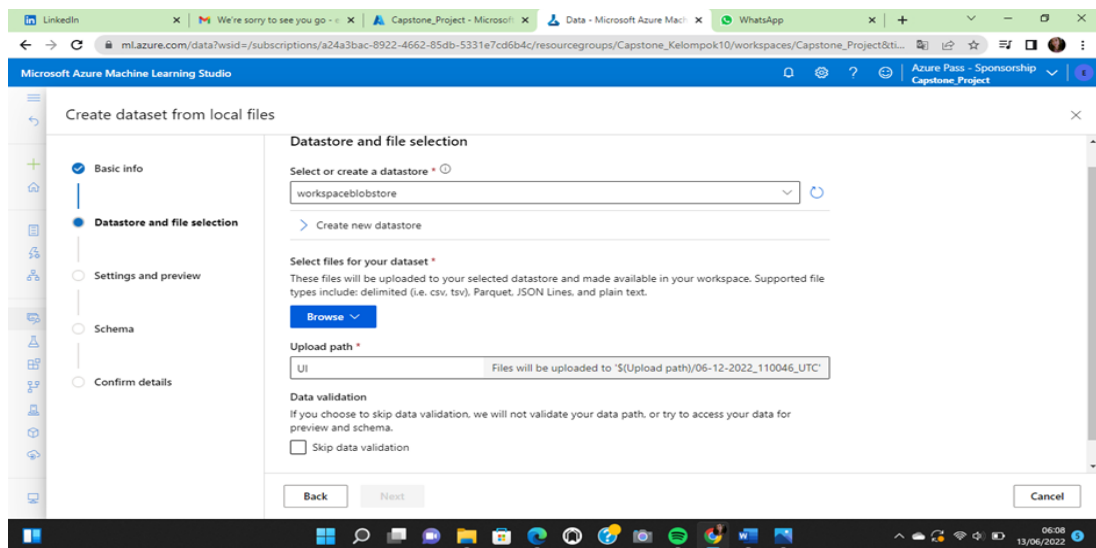 LinkedIn
We're sorry to see you go - e
Capstone_Project - Microsoft
Data - Microsoft Azure Mach
WhatsApp
ml.azure.com/data?wsid=/subscriptions/a24a3bac-8922-4662-85db-5331e7cd6b4c/resourcegroups/Capstone_Kelompok10/workspaces/Capstone_Project&ti...
Microsoft Azure Machine Learning Studio
Azure Pass - Sponsorship
Capstone_Project
Create dataset from local files
Basic info
Datastore and file selection
Settings and preview
Schema
Confirm details
Datastore and file selection
Select or create a datastore *
workspaceblobstore
Create new datastore
Select files for your dataset *
These files will be uploaded to your selected datastore and made available in your workspace. Supported file
types include: delimited (i.e. csv, tsv), Parquet, JSON Lines, and plain text.
Browse
Upload path *
UI Files will be uploaded to '$(Upload path)/06-12-2022_110046_UTC'
Data validation
If you choose to skip data validation, we will not validate your data path, or try to access your data for
preview and schema.
Skip data validation
Back Next Cancel
06:08
13/06/2022